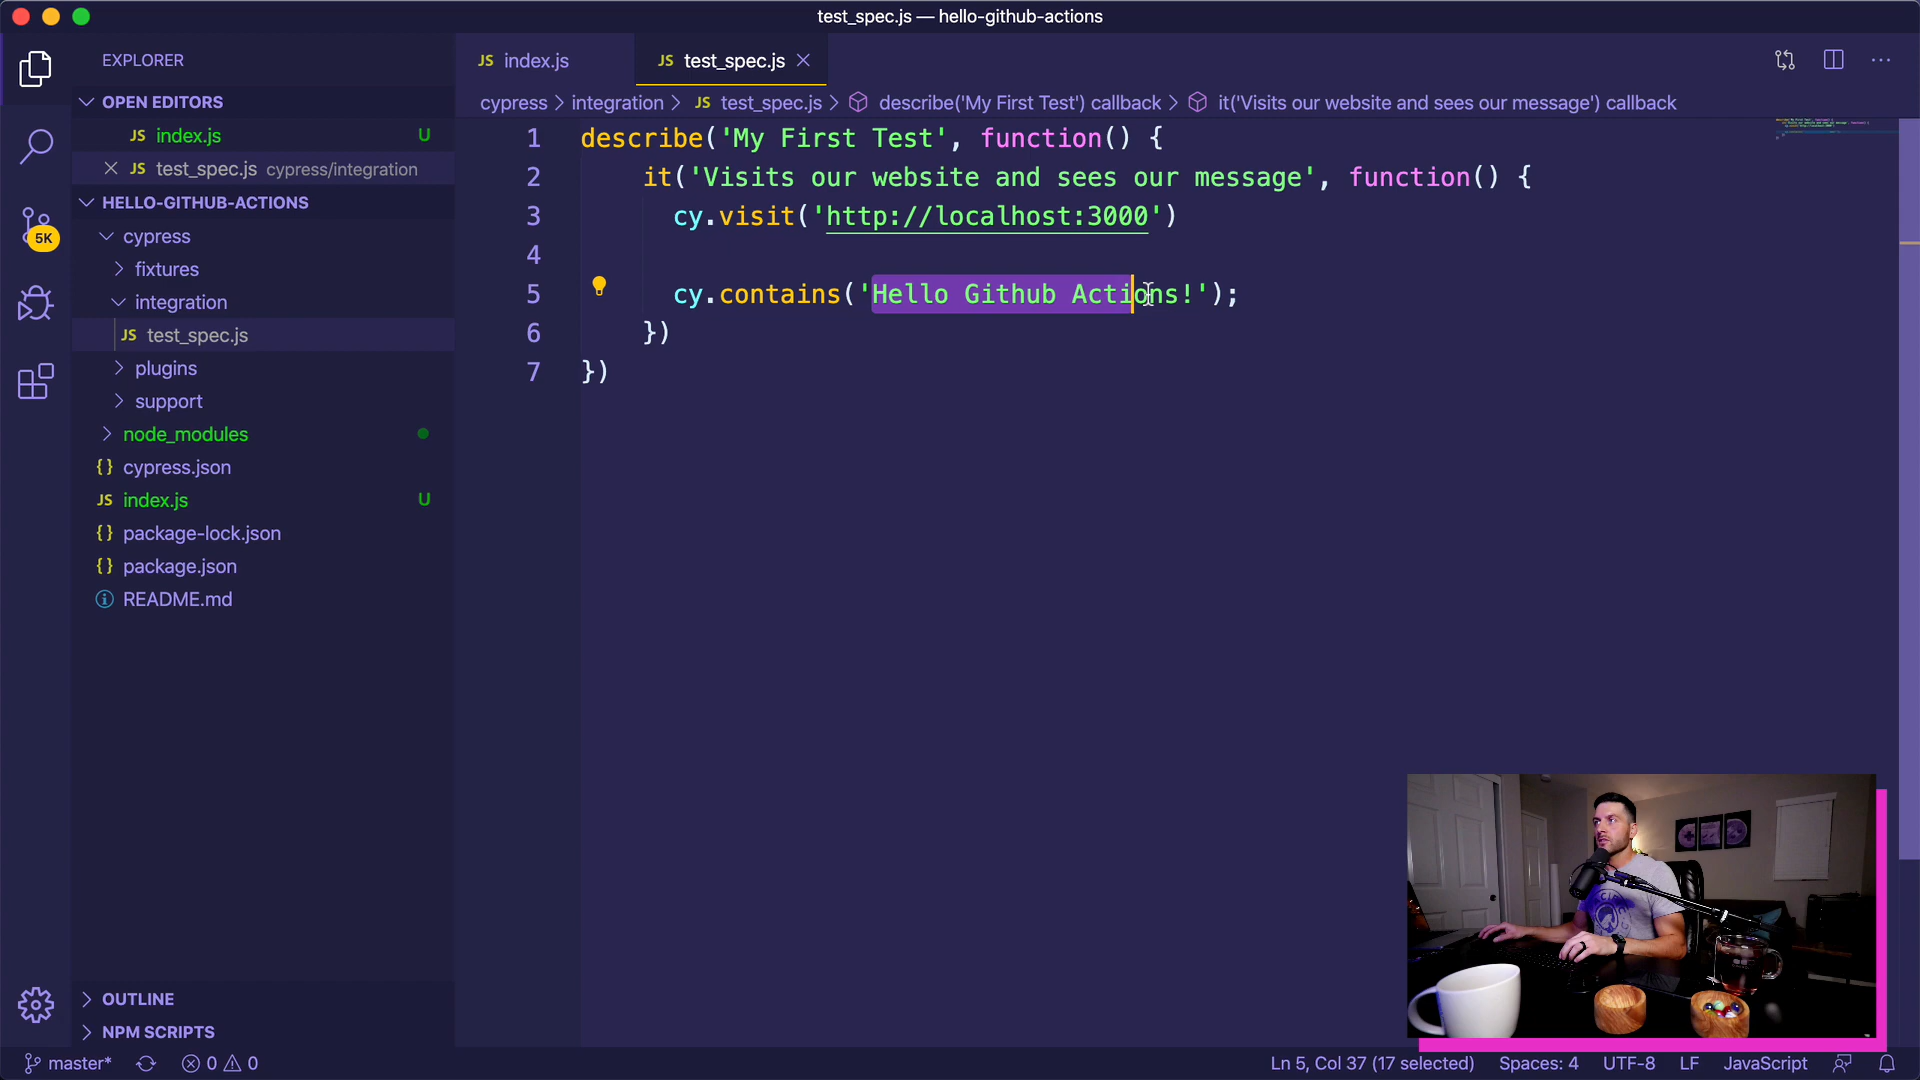 test_spec.js — hello-github-actions
EXPLORER
OPEN EDITORS
JS index.js U
JS test_spec.js cypress/integration
HELLO-GITHUB-ACTIONS
cypress
fixtures
integration
JS test_spec.js
plugins
support
node_modules
{} cypress.json
JS index.js U
{} package-lock.json
{} package.json
README.md
OUTLINE
NPM SCRIPTS
5K
JS index.js
JS test_spec.js
cypress > integration > JS test_spec.js > describe('My First Test') callback > it('Visits our website and sees our message') callback
1 describe('My First Test', function() {
2 it('Visits our website and sees our message', function() {
3 cy.visit('http://localhost:3000')
4
5 cy.contains('Hello Github Actions!');
6 })
7 })
master* 0 0
Ln 5, Col 37 (17 selected) Spaces: 4 UTF-8 LF JavaScript